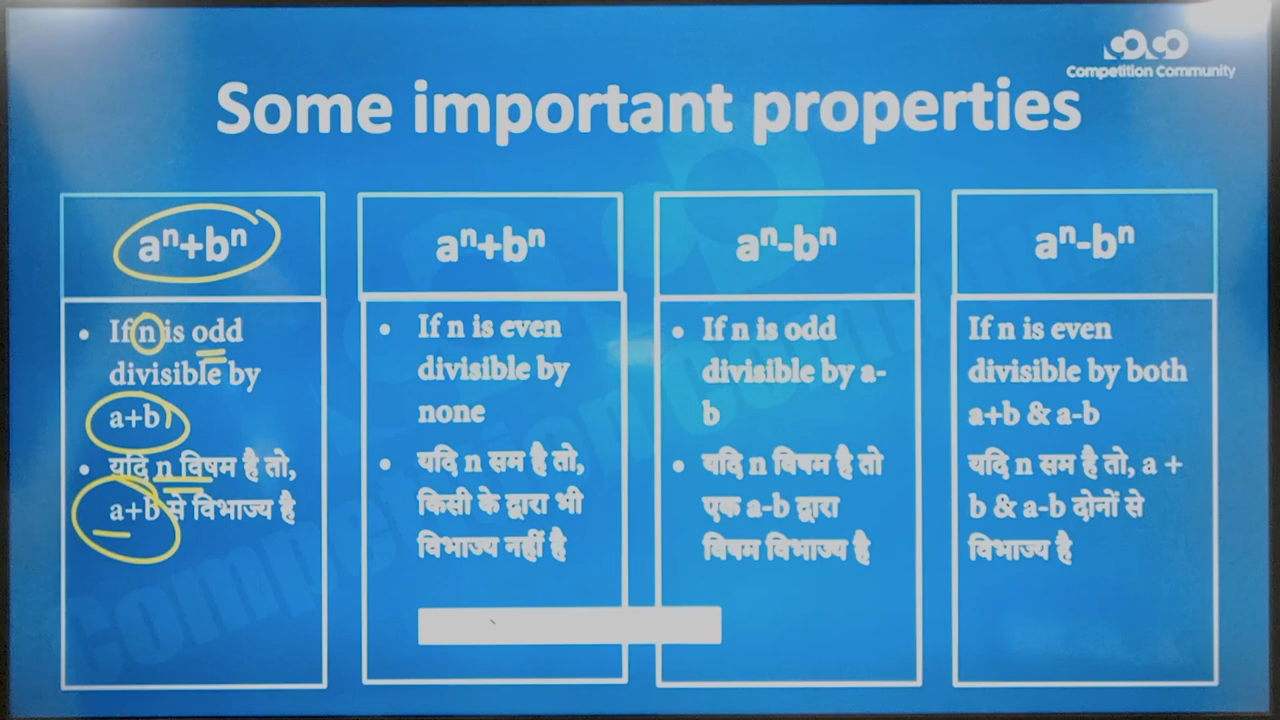 Competition Community
Some important properties
aⁿ+bⁿ
If n is odd
divisible by
a+b
यदि n विषम है तो,
a+b से विभाज्य है
aⁿ+bⁿ
If n is even
divisible by
none
यदि n सम है तो,
किसी के द्वारा भी
विभाज्य नहीं है
aⁿ-bⁿ
If n is odd
divisible by a-
b
यदि n विषम है तो
एक a-b द्वारा
विषम विभाज्य है
aⁿ-bⁿ
If n is even
divisible by both
a+b & a-b
यदि n सम है तो, a +
b & a-b दोनों से
विभाज्य है
Competition Community